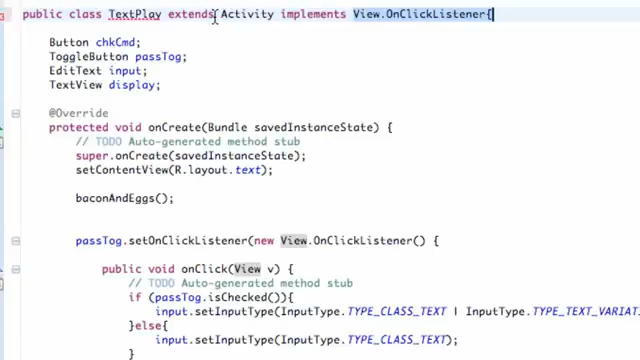 public class TextPlay extends Activity implements View.OnClickListener{
Button chkCmd;
ToggleButton passTog;
EditText input;
TextView display;
@Override
protected void onCreate(Bundle savedInstanceState) {
// TODO Auto-generated method stub
super.onCreate(savedInstanceState);
setContentView(R.layout.text);
baconAndEggs();
passTog.setOnClickListener(new View.OnClickListener() {
public void onClick(View v) {
// TODO Auto-generated method stub
if (passTog.isChecked()){
input.setInputType(InputType.TYPE_CLASS_TEXT | InputType.TYPE_TEXT_VARIAT
}else{
input.setInputType(InputType.TYPE_CLASS_TEXT);
}